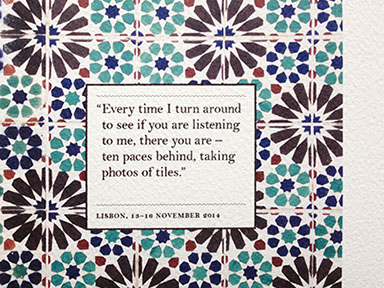 “Every time I turn around
to see if you are listening
to me, there you are –
ten paces behind, taking
photos of tiles.”
LISBON, 13–16 NOVEMBER 2014